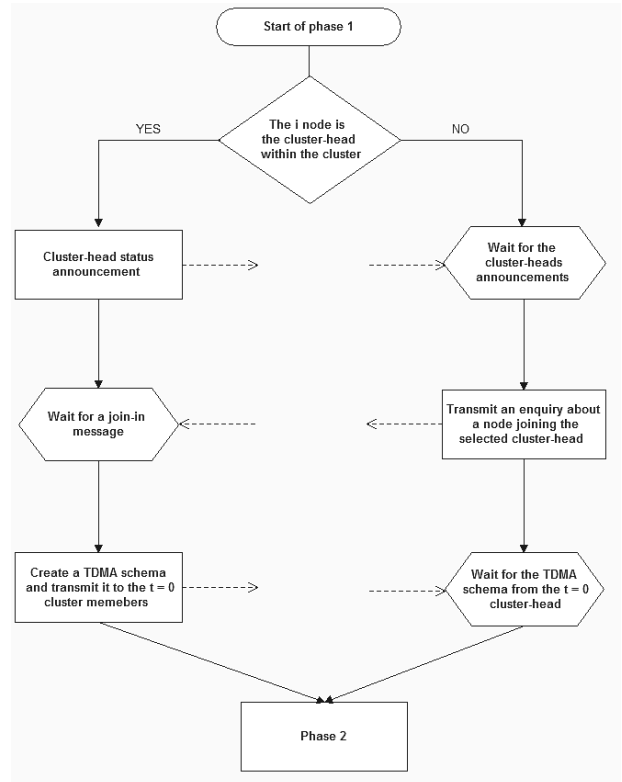 Start of phase 1
The i node is
the cluster-head
within the cluster
YES
NO
Cluster-head status
announcement
Wait for the
cluster-heads
announcements
Wait for a join-in
message
Transmit an enquiry about
a node joining the
selected cluster-head
Create a TDMA schema
and transmit it to the t = 0
cluster memebers
Wait for the TDMA
schema from the t = 0
cluster-head
Phase 2